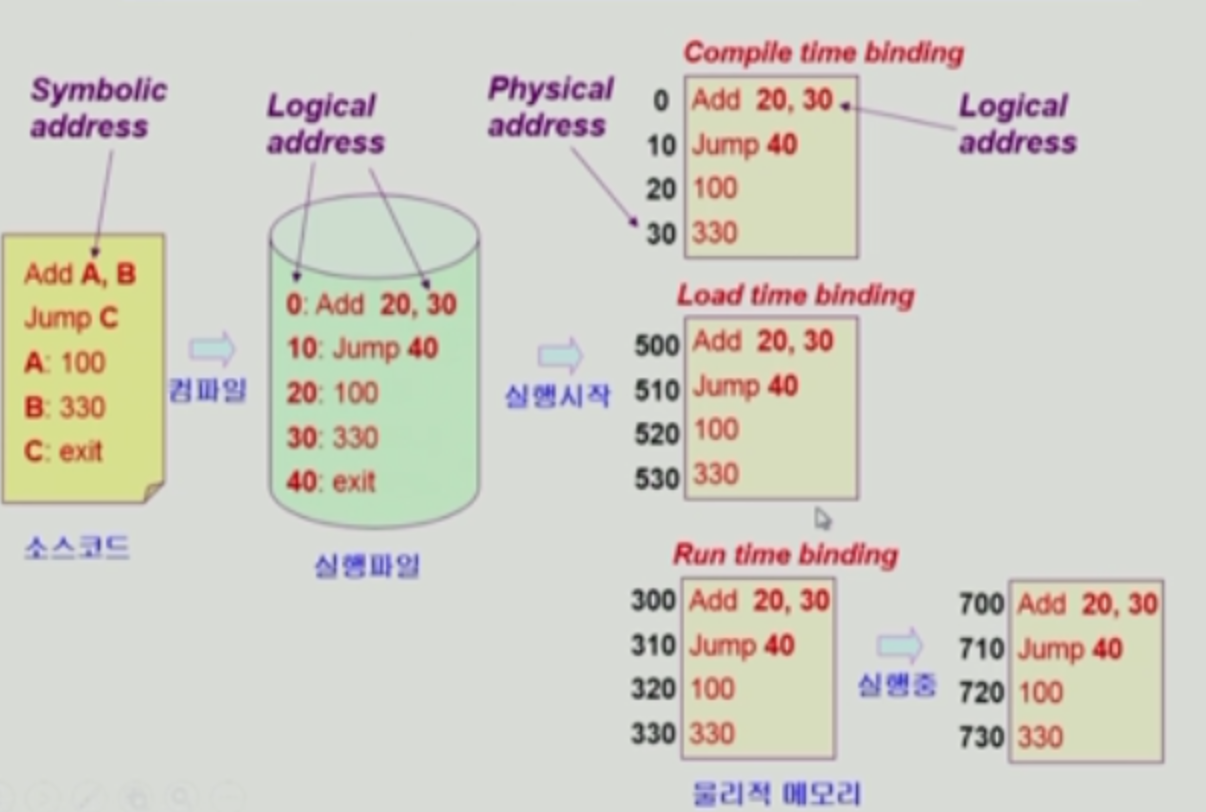 Symbolic
address
Add A, B
Jump C
A: 100
B: 330
C: exit
소스코드
컴파일
Logical
address
0: Add 20, 30
10: Jump 40
20: 100
30: 330
40: exit
실행파일
실행시작
Physical
address
Compile time binding
0 Add 20, 30
10 Jump 40
20 100
30 330
Logical
address
Load time binding
500 Add 20, 30
510 Jump 40
520 100
530 330
Run time binding
300 Add 20, 30
310 Jump 40
320 100
330 330
실행중
700 Add 20, 30
710 Jump 40
720 100
730 330
물리적 메모리